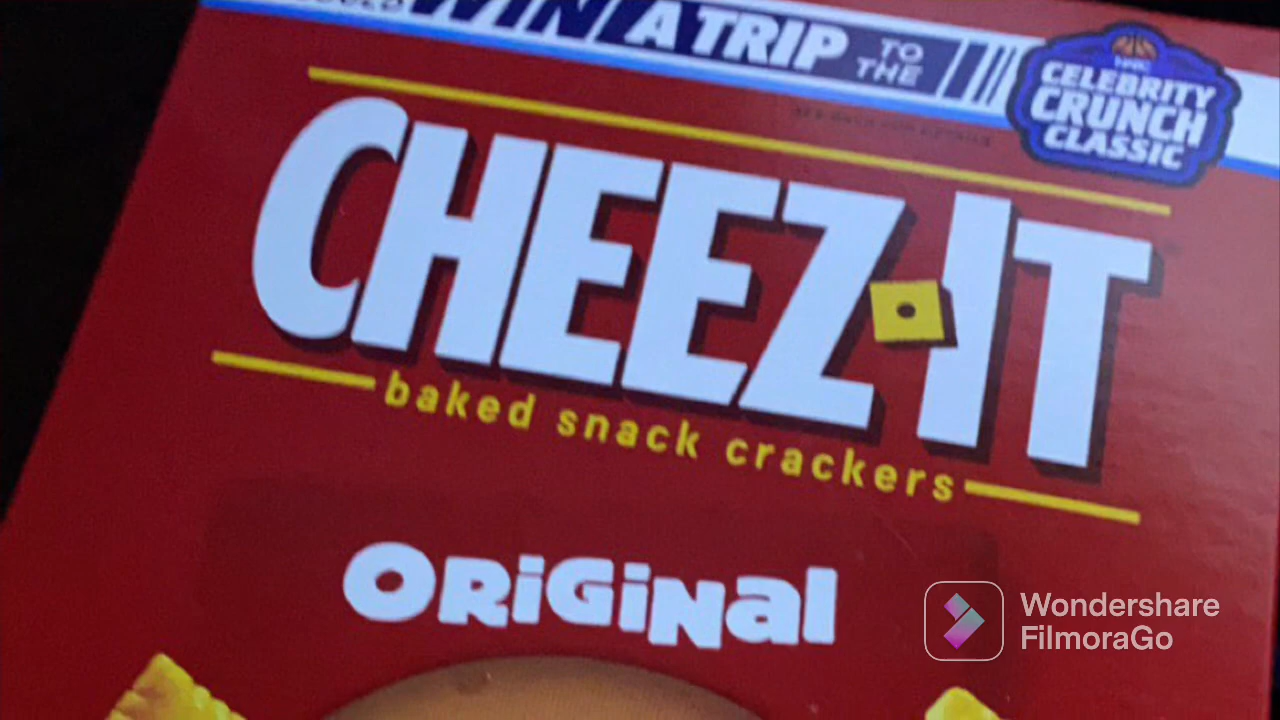 WIN A TRIP TO THE
CELEBRITY
CRUNCH
CLASSIC
CHEEZ-IT
baked snack crackers
ORiGiNal
Wondershare
FilmoraGo